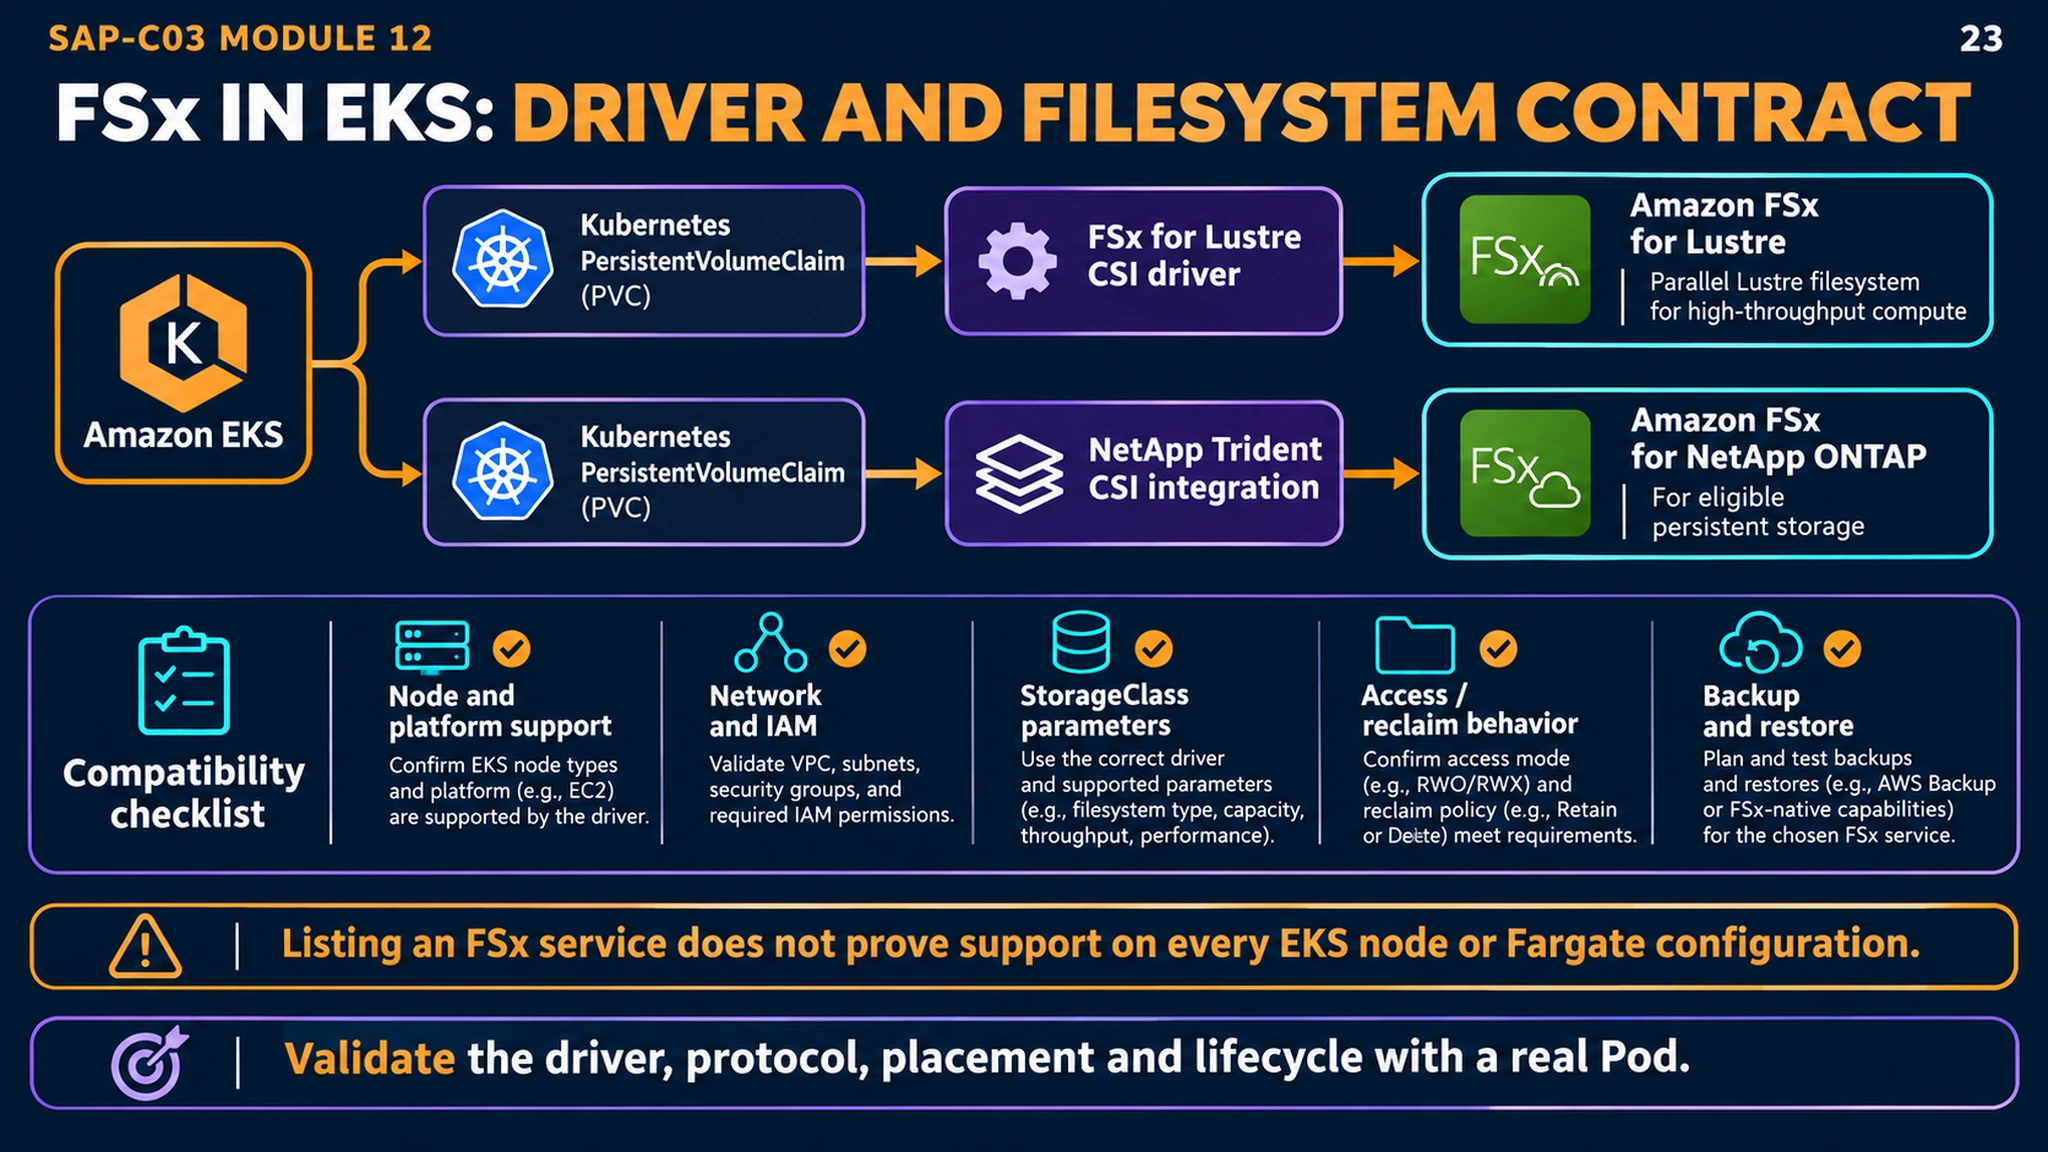 SAP-C03 MODULE 12
23
FSx IN EKS: DRIVER AND FILESYSTEM CONTRACT
K
Amazon EKS
Kubernetes
PersistentVolumeClaim
(PVC)
FSx for Lustre
CSI driver
FSx
Amazon FSx
for Lustre
Parallel Lustre filesystem
for high-throughput compute
Kubernetes
PersistentVolumeClaim
(PVC)
NetApp Trident
CSI integration
FSx
Amazon FSx
for NetApp ONTAP
For eligible
persistent storage
Compatibility
checklist
Node and
platform support
Confirm EKS node types
and platform (e.g., EC2)
are supported by the driver.
Network
and IAM
Validate VPC, subnets,
security groups, and
required IAM permissions.
StorageClass
parameters
Use the correct driver
and supported parameters
(e.g., filesystem type, capacity,
throughput, performance).
Access /
reclaim behavior
Confirm access mode
(e.g., RWO/RWX) and
reclaim policy (e.g., Retain
or Delete) meet requirements.
Backup
and restore
Plan and test backups
and restores (e.g., AWS Backup
or FSx-native capabilities)
for the chosen FSx service.
Listing an FSx service does not prove support on every EKS node or Fargate configuration.
Validate the driver, protocol, placement and lifecycle with a real Pod.